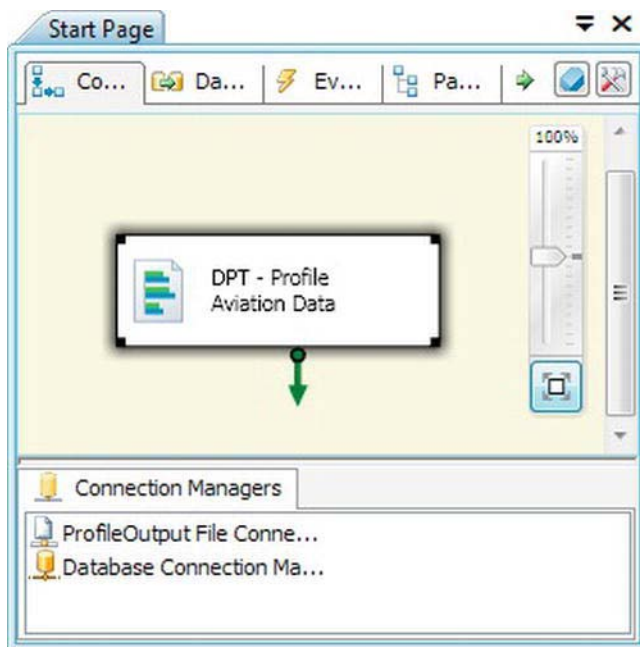 Start Page
Co... Da... Ev... Pa...
100%
DPT - Profile
Aviation Data
Connection Managers
ProfileOutput File Conne...
Database Connection Ma...